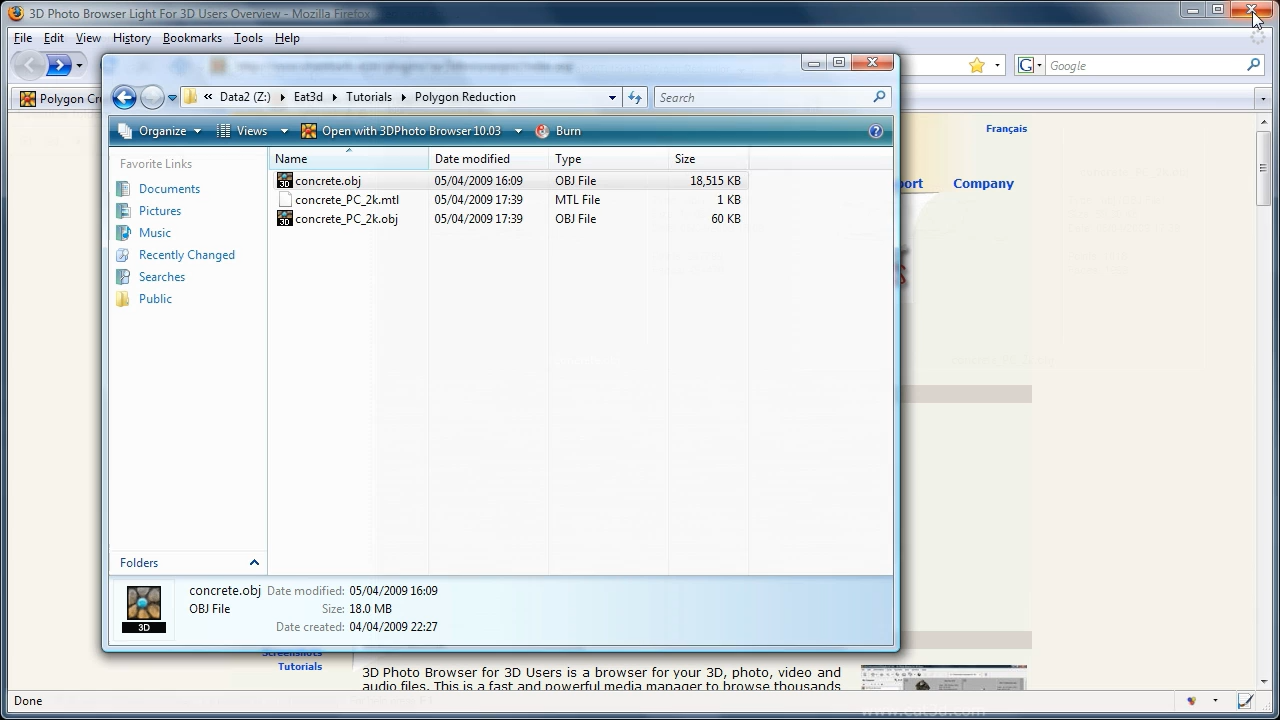 3D Photo Browser Light For 3D Users Overview - Mozilla Firefox
File Edit View History Bookmarks Tools Help
G Google
Polygon Cr
Français
port Company
« Data2 (Z:) Eat3d Tutorials Polygon Reduction
Search
Organize Views Open with 3DPhoto Browser 10.03 Burn
Favorite Links
Documents
Pictures
Music
Recently Changed
Searches
Public
Folders
Name Date modified Type Size
concrete.obj 05/04/2009 16:09 OBJ File 18,515 KB
concrete_PC_2k.mtl 05/04/2009 17:39 MTL File 1 KB
concrete_PC_2k.obj 05/04/2009 17:39 OBJ File 60 KB
concrete.obj Date modified: 05/04/2009 16:09
OBJ File Size: 18.0 MB
Date created: 04/04/2009 22:27
3D
Screenshots
Tutorials
3D Photo Browser for 3D Users is a browser for your 3D, photo, video and
audio files. This is a fast and powerful media manager to browse thousands
www.eat3d.com
Done